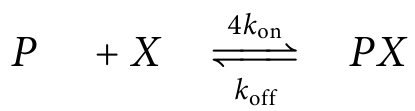 4k_on
P + X ⇌ PX
k_off